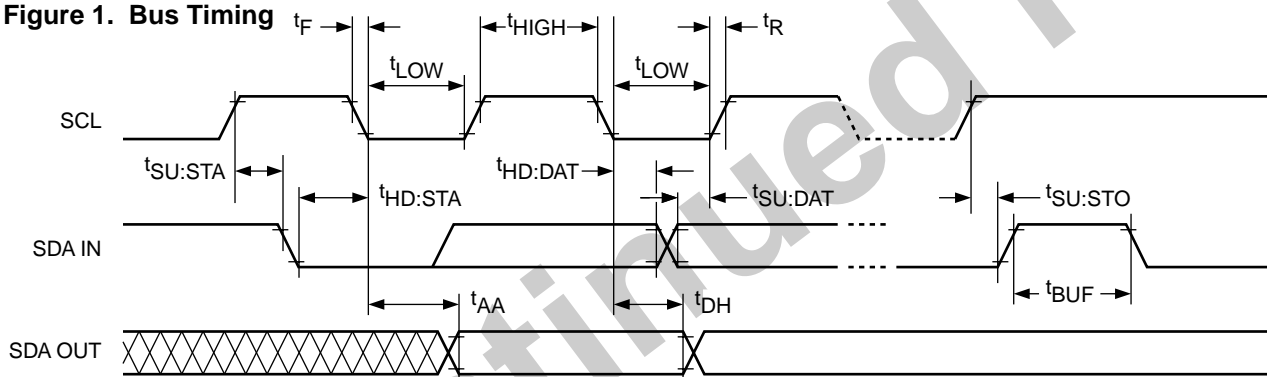 Figure 1. Bus Timing
tF
tHIGH
tR
tLOW
tLOW
SCL
tSU:STA
tHD:DAT
tHD:STA
tSU:DAT
tSU:STO
SDA IN
tBUF
tAA
tDH
SDA OUT
tinued